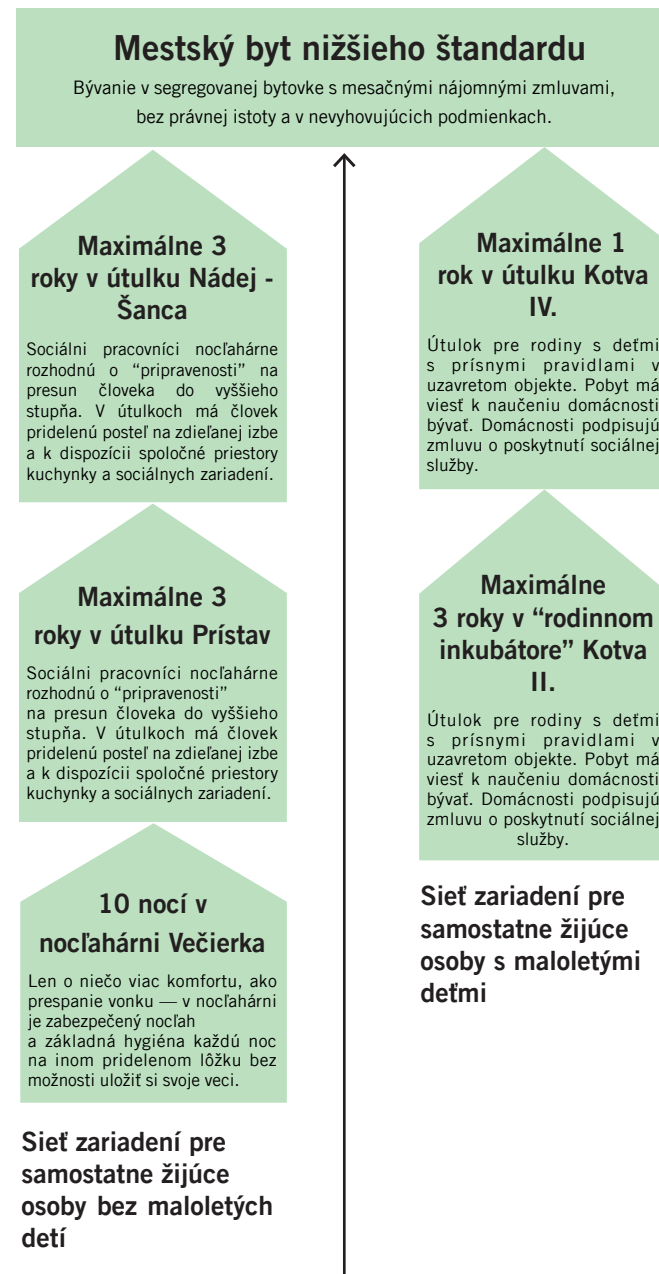 Mestský byt nižšieho štandardu
Bývanie v segregovanej bytovke s mesačnými nájomnými zmluvami,
bez právnej istoty a v nevyhovujúcich podmienkach.
Maximálne 3
roky v útulku Nádej -
Šanca
Sociálni pracovníci nocľahárne
rozhodnú o “pripravenosti” na
presun človeka do vyššieho
stupňa. V útulkoch má človek
pridelenú posteľ na zdieľanej izbe
a k dispozícii spoločné priestory
kuchynky a sociálnych zariadení.
Maximálne 3
roky v útulku Prístav
Sociálni pracovníci nocľahárne
rozhodnú o “pripravenosti”
na presun človeka do vyššieho
stupňa. V útulkoch má človek
pridelenú posteľ na zdieľanej izbe
a k dispozícii spoločné priestory
kuchynky a sociálnych zariadení.
10 nocí v
nocľahárni Večierka
Len o niečo viac komfortu, ako
prespanie vonku — v nocľahárni
je zabezpečený nocľah
a základná hygiéna každú noc
na inom pridelenom lôžku bez
možnosti uložiť si svoje veci.
Sieť zariadení pre
samostatne žijúce
osoby bez maloletých
detí
Maximálne 1
rok v útulku Kotva
IV.
Útulok pre rodiny s deťmi
s prísnymi pravidlami v
uzavretom objekte. Pobyt má
viesť k naučeniu domácnosti
bývať. Domácnosti podpisujú
zmluvu o poskytnutí sociálnej
služby.
Maximálne
3 roky v “rodinnom
inkubátore” Kotva
II.
Útulok pre rodiny s deťmi
s prísnymi pravidlami v
uzavretom objekte. Pobyt má
viesť k naučeniu domácnosti
bývať. Domácnosti podpisujú
zmluvu o poskytnutí sociálnej
služby.
Sieť zariadení pre
samostatne žijúce
osoby s maloletými
deťmi